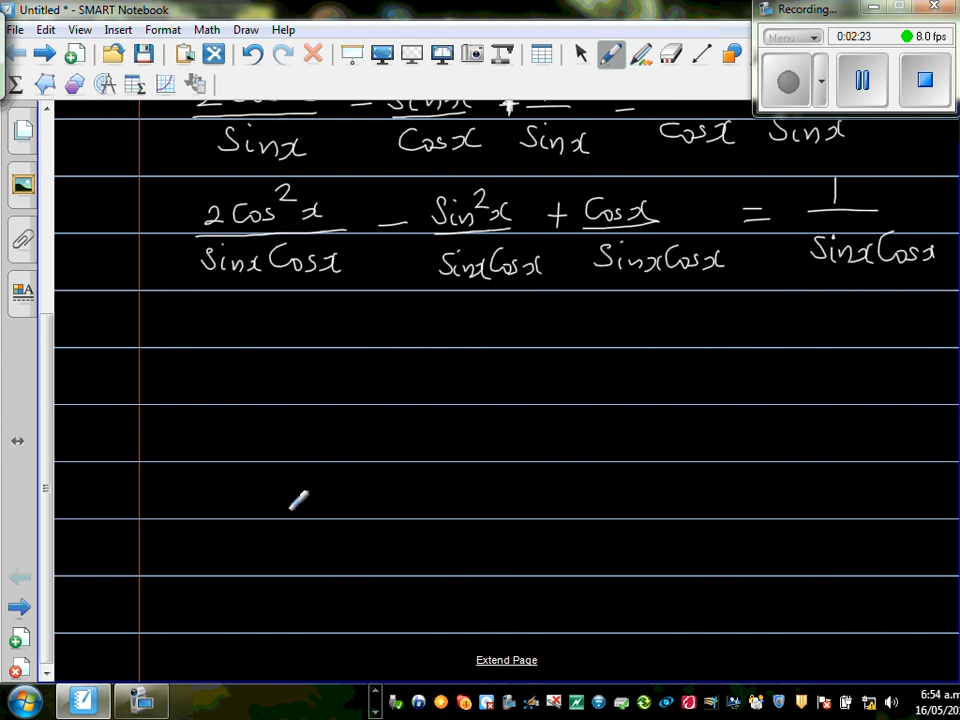 Untitled * - SMART Notebook
Recording...
File Edit View Insert Format Math Draw Help
Menu 0:02:23 8.0 fps
Sinx Cosx Sinx Cosx Sinx
2Cos²x/SinxCosx - Sin²x/SinxCosx + Cosx/SinxCosx = 1/SinxCosx
Extend Page
6:54 a.m
16/05/20